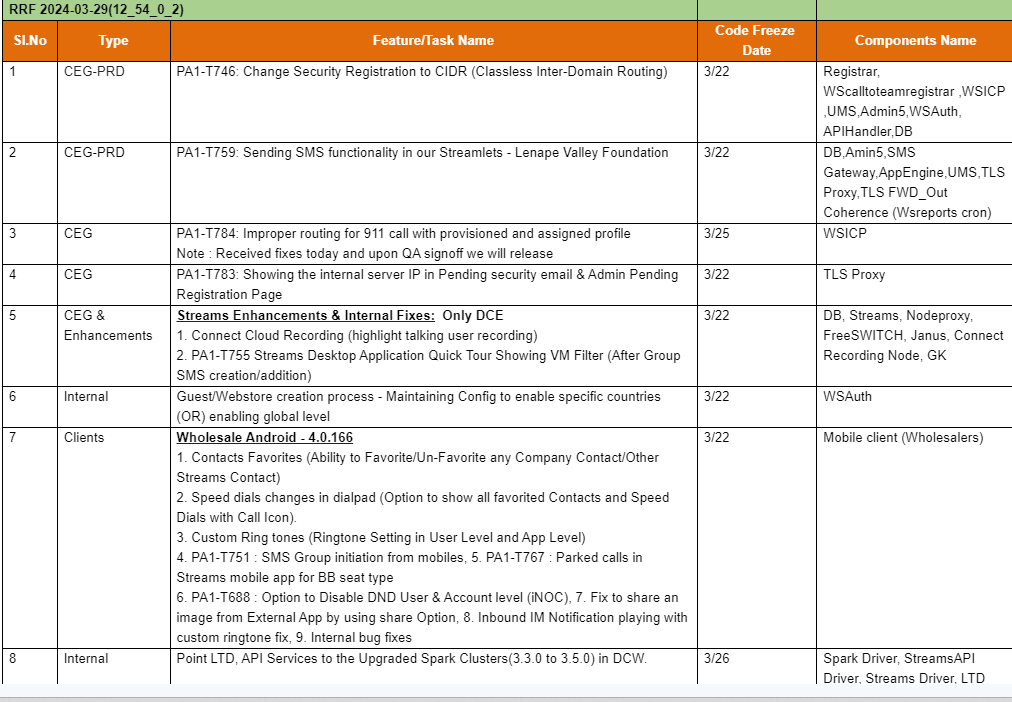 RRF 2024-03-29(12_54_0_2)
Sl.No Type Feature/Task Name Code Freeze Date Components Name
1 CEG-PRD PA1-T746: Change Security Registration to CIDR (Classless Inter-Domain Routing) 3/22 Registrar,
WScalltoteamregistrar ,WSICP
,UMS,Admin5,WSAuth,
APIHandler,DB
2 CEG-PRD PA1-T759: Sending SMS functionality in our Streamlets - Lenape Valley Foundation 3/22 DB,Amin5,SMS
Gateway,AppEngine,UMS,TLS
Proxy,TLS FWD_Out
Coherence (Wsreports cron)
3 CEG PA1-T784: Improper routing for 911 call with provisioned and assigned profile 3/25 WSICP
Note : Received fixes today and upon QA signoff we will release
4 CEG PA1-T783: Showing the internal server IP in Pending security email & Admin Pending 3/22 TLS Proxy
Registration Page
5 CEG & Streams Enhancements & Internal Fixes: Only DCE 3/22 DB, Streams, Nodeproxy,
Enhancements 1. Connect Cloud Recording (highlight talking user recording) FreeSWITCH, Janus, Connect
2. PA1-T755 Streams Desktop Application Quick Tour Showing VM Filter (After Group Recording Node, GK
SMS creation/addition)
6 Internal Guest/Webstore creation process - Maintaining Config to enable specific countries 3/22 WSAuth
(OR) enabling global level
7 Clients Wholesale Android - 4.0.166 3/22 Mobile client (Wholesalers)
1. Contacts Favorites (Ability to Favorite/Un-Favorite any Company Contact/Other
Streams Contact)
2. Speed dials changes in dialpad (Option to show all favorited Contacts and Speed
Dials with Call Icon).
3. Custom Ring tones (Ringtone Setting in User Level and App Level)
4. PA1-T751 : SMS Group initiation from mobiles, 5. PA1-T767 : Parked calls in
Streams mobile app for BB seat type
6. PA1-T688 : Option to Disable DND User & Account level (iNOC), 7. Fix to share an
image from External App by using share Option, 8. Inbound IM Notification playing with
custom ringtone fix, 9. Internal bug fixes
8 Internal Point LTD, API Services to the Upgraded Spark Clusters(3.3.0 to 3.5.0) in DCW. 3/26 Spark Driver, StreamsAPI
Driver, Streams Driver, LTD